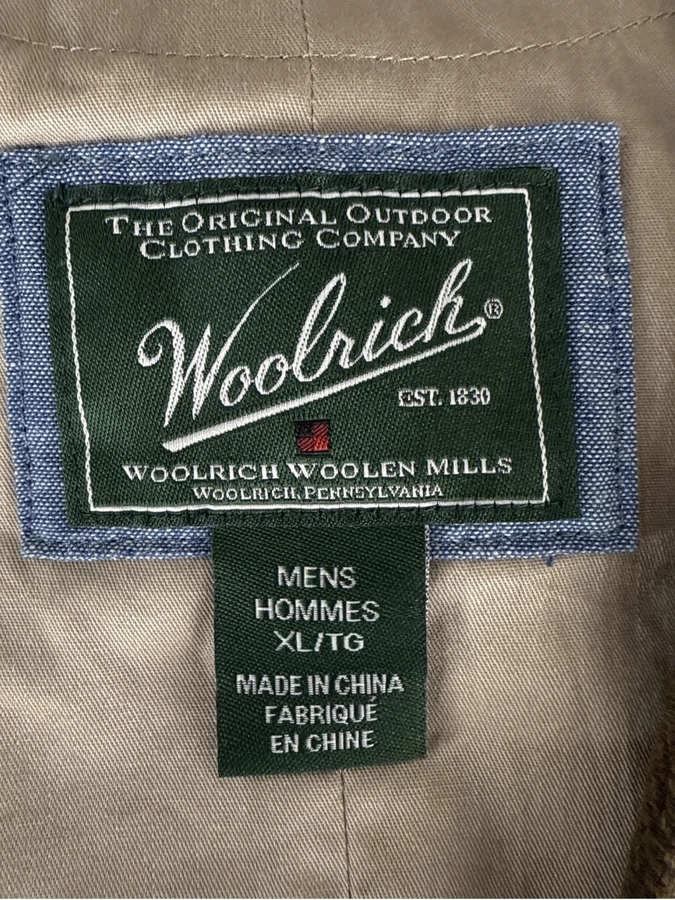 THE ORIGINAL OUTDOOR
CLOTHING COMPANY
Woolrich®
EST. 1830
WOOLRICH WOOLEN MILLS
WOOLRICH, PENNSYLVANIA
MENS
HOMMES
XL/TG
MADE IN CHINA
FABRIQUÉ
EN CHINE